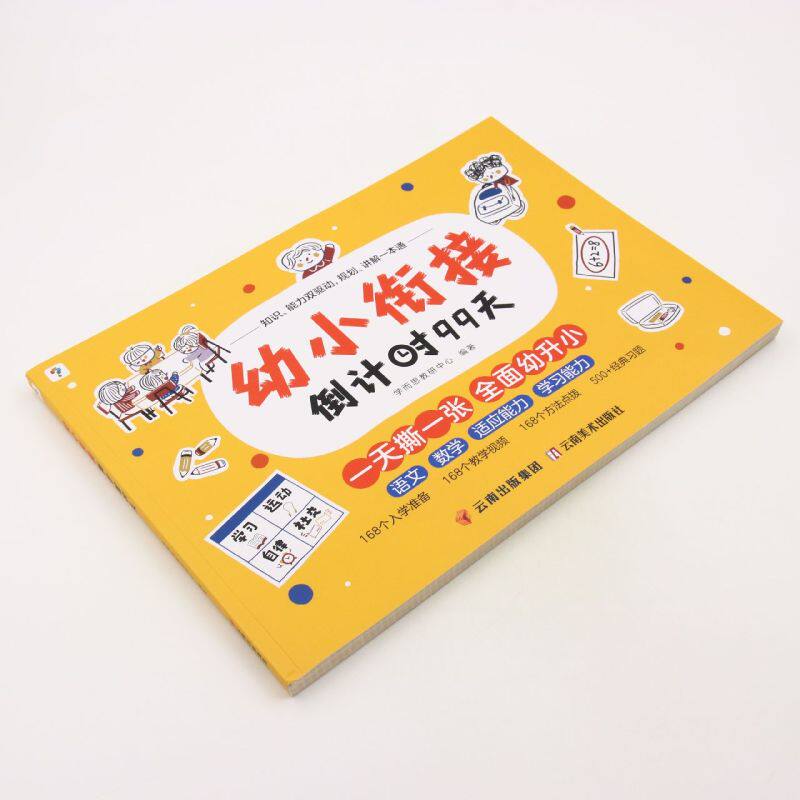 知识、能力双驱动,规划、讲解一本通
幼小衔接
倒计时99天
学而思教研中心 编著
一天撕一张 全面幼升小
语文 数学 适应能力 学习能力
168个入学准备 168个教学视频 168个方法点拨 500+经典习题
云南出版集团 云南美术出版社
6+2=8
学习 运动
自律 社交